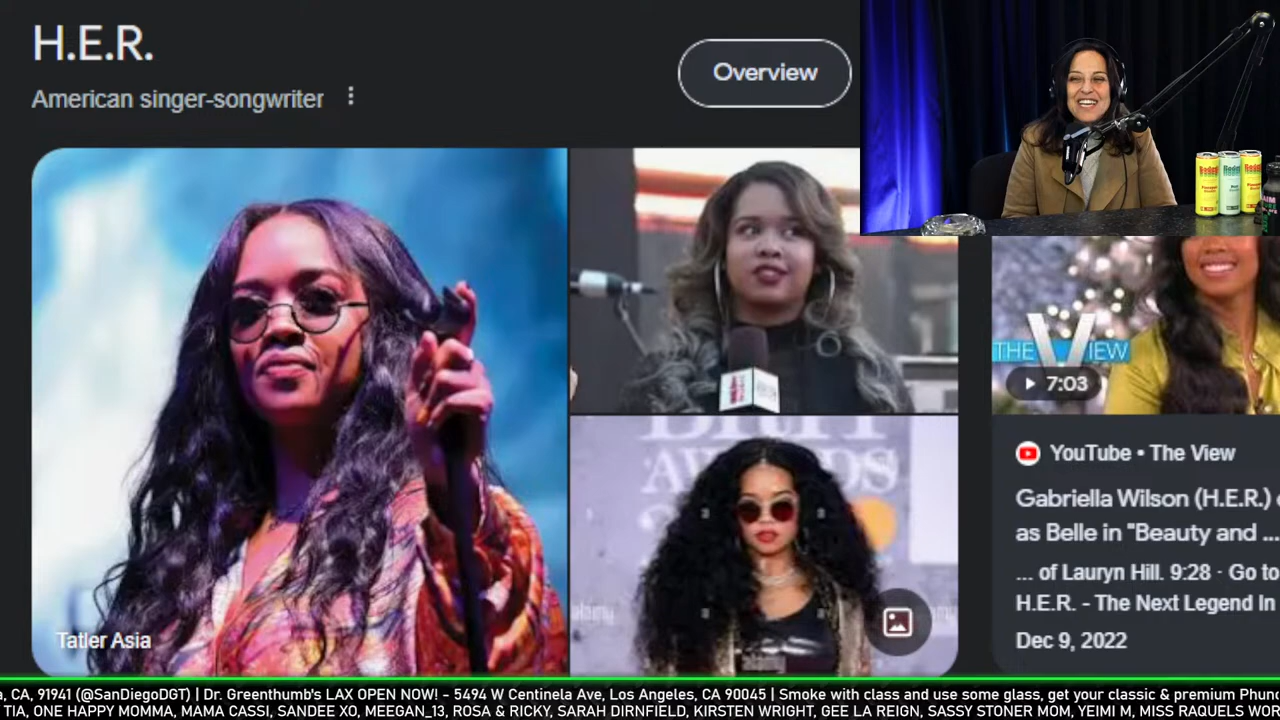 H.E.R.
American singer-songwriter
Overview
Tatler Asia
THE VIEW
7:03
YouTube • The View
Gabriella Wilson (H.E.R.)
as Belle in "Beauty and ...
... of Lauryn Hill. 9:28 · Go to
H.E.R. - The Next Legend In
Dec 9, 2022
BRIT
AWARDS
alamy
CA, 91941 (@SanDiegoDGT) | Dr. Greenthumb's LAX OPEN NOW! - 5494 W Centinela Ave, Los Angeles, CA 90045 | Smoke with class and use some glass, get your classic & premium
TIA, ONE HAPPY MOMMA, MAMA CASSI, SANDEE XO, MEEGAN_13, ROSA & RICKY, SARAH DIRNFIELD, KIRSTEN WRIGHT, GEE LA REIGN, SASSY STONER MOM, YEIMI M, MISS RAQUELS